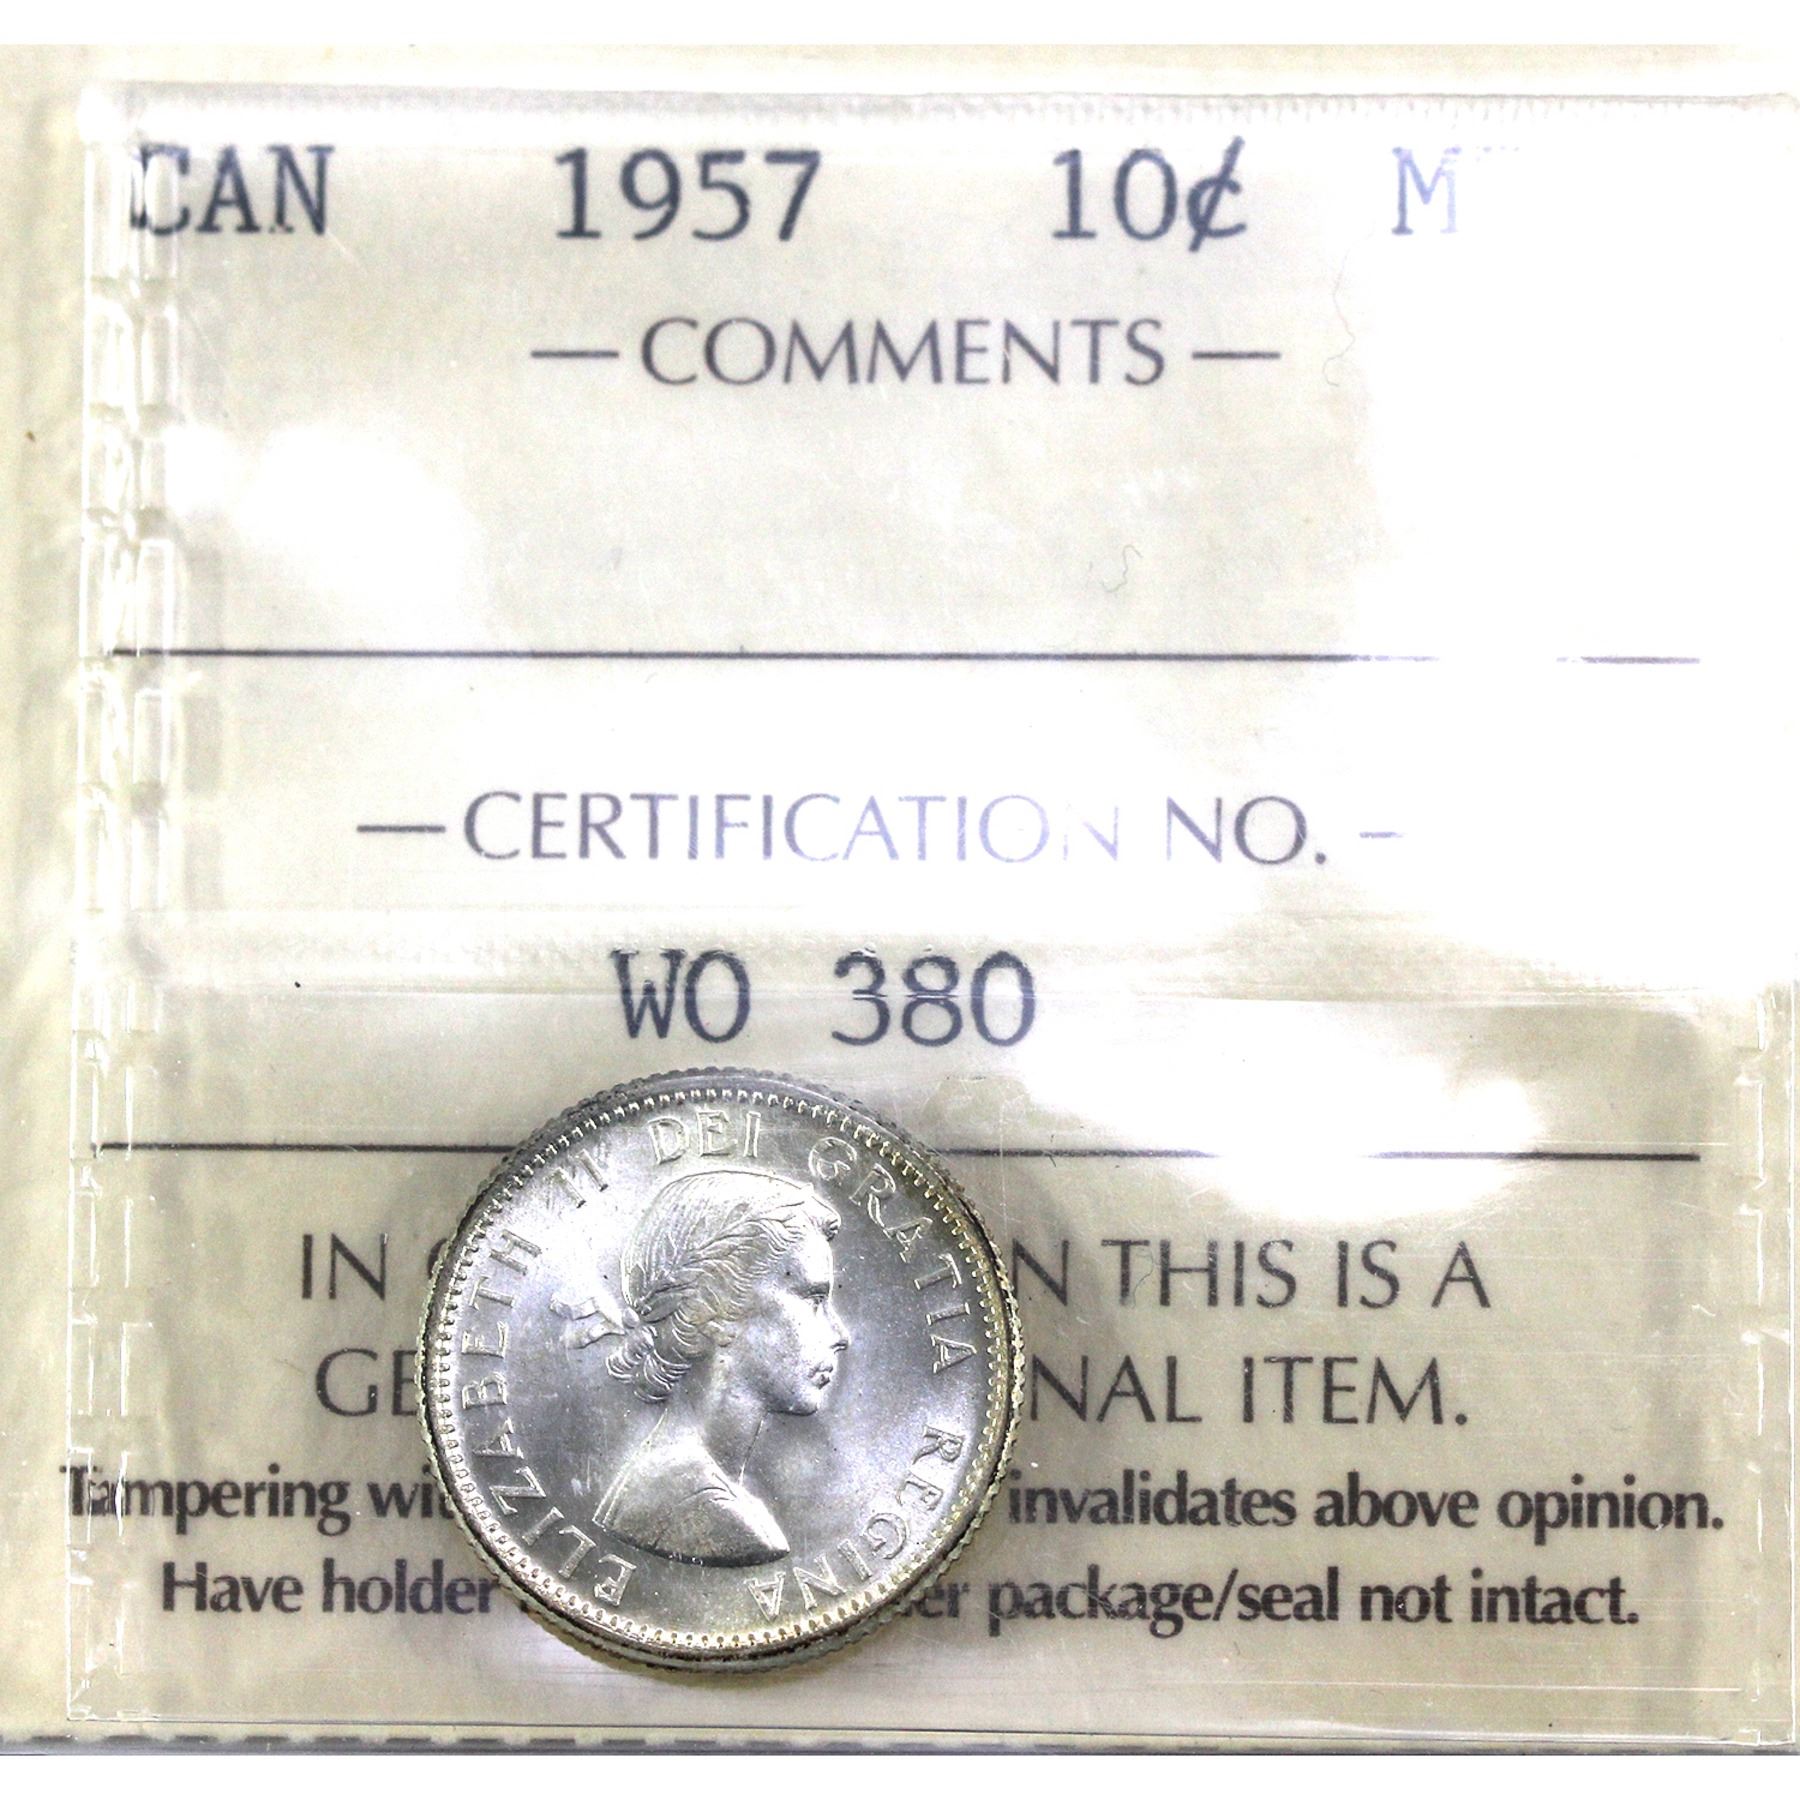 CAN 1957 10¢ M
— COMMENTS —
— CERTIFICATION NO. -
WO 380
IN THIS IS A
ITEM.
Tampering invalidates above opinion.
Have holder package/seal not intact.
ELIZABETH II DEI GRATIA REGINA